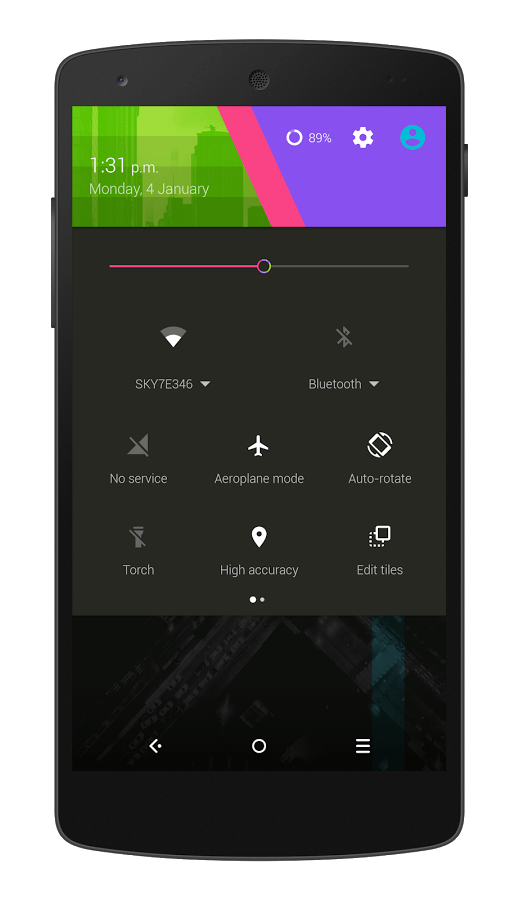 89%
1:31 p.m.
Monday, 4 January
SKY7E346
Bluetooth
No service
Aeroplane mode
Auto-rotate
Torch
High accuracy
Edit tiles